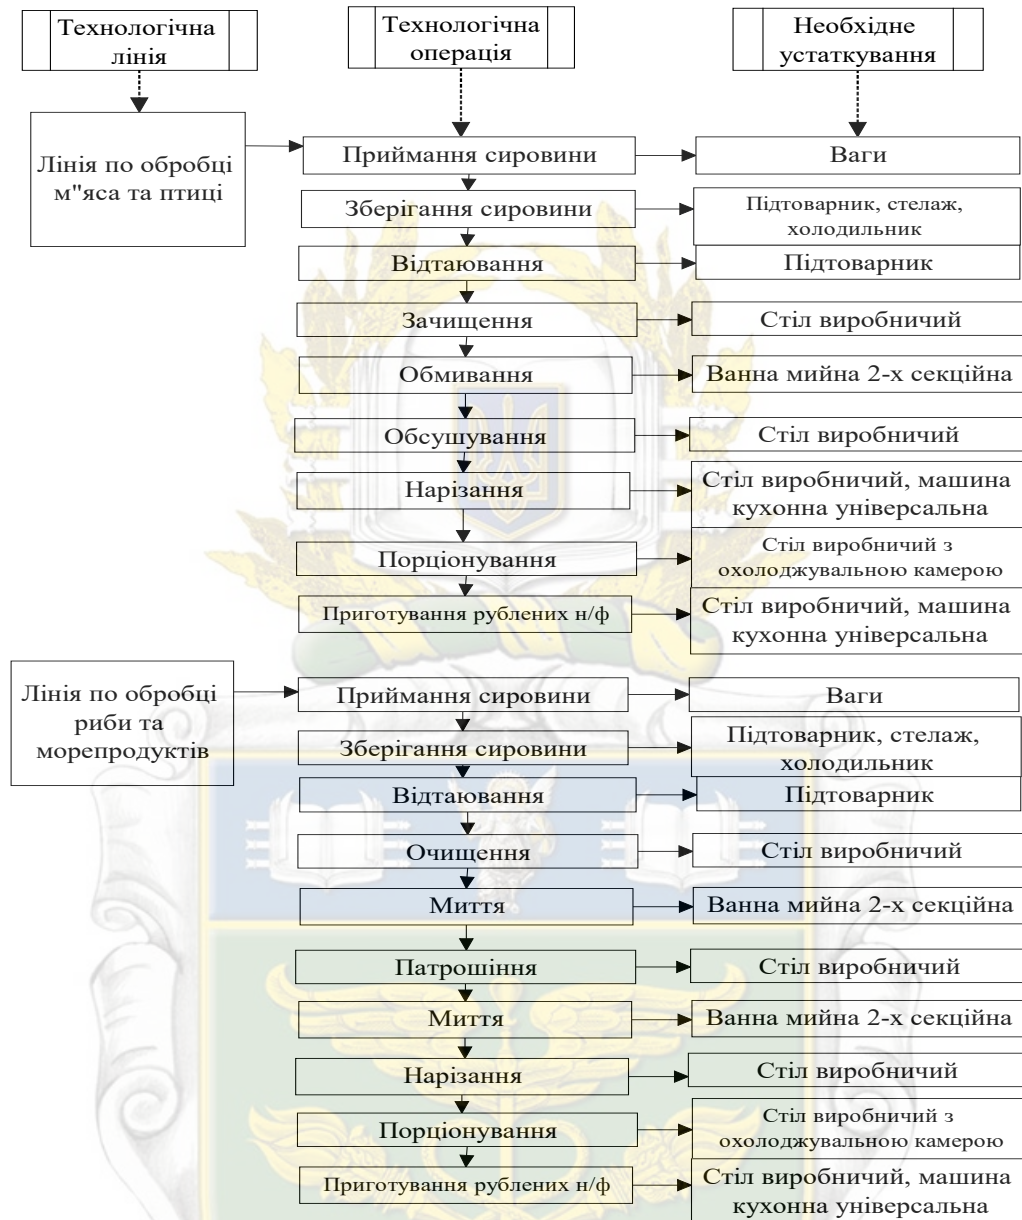 Технологічна
лінія
Технологічна
операція
Необхідне
устаткування
Лінія по обробці
м"яса та птиці
Приймання сировини
Ваги
Зберігання сировини
Підтоварник, стелаж,
холодильник
Відтаювання
Підтоварник
Зачищення
Стіл виробничий
Обмивання
Ванна мийна 2-х секційна
Обсушування
Стіл виробничий
Нарізання
Стіл виробничий, машина
кухонна універсальна
Порціонування
Стіл виробничий з
охолоджувальною камерою
Приготування рублених н/ф
Стіл виробничий, машина
кухонна універсальна
Лінія по обробці
риби та
морепродуктів
Приймання сировини
Ваги
Зберігання сировини
Підтоварник, стелаж,
холодильник
Відтаювання
Підтоварник
Очищення
Стіл виробничий
Миття
Ванна мийна 2-х секційна
Патрошіння
Стіл виробничий
Миття
Ванна мийна 2-х секційна
Нарізання
Стіл виробничий
Порціонування
Стіл виробничий з
охолоджувальною камерою
Приготування рублених н/ф
Стіл виробничий, машина
кухонна універсальна